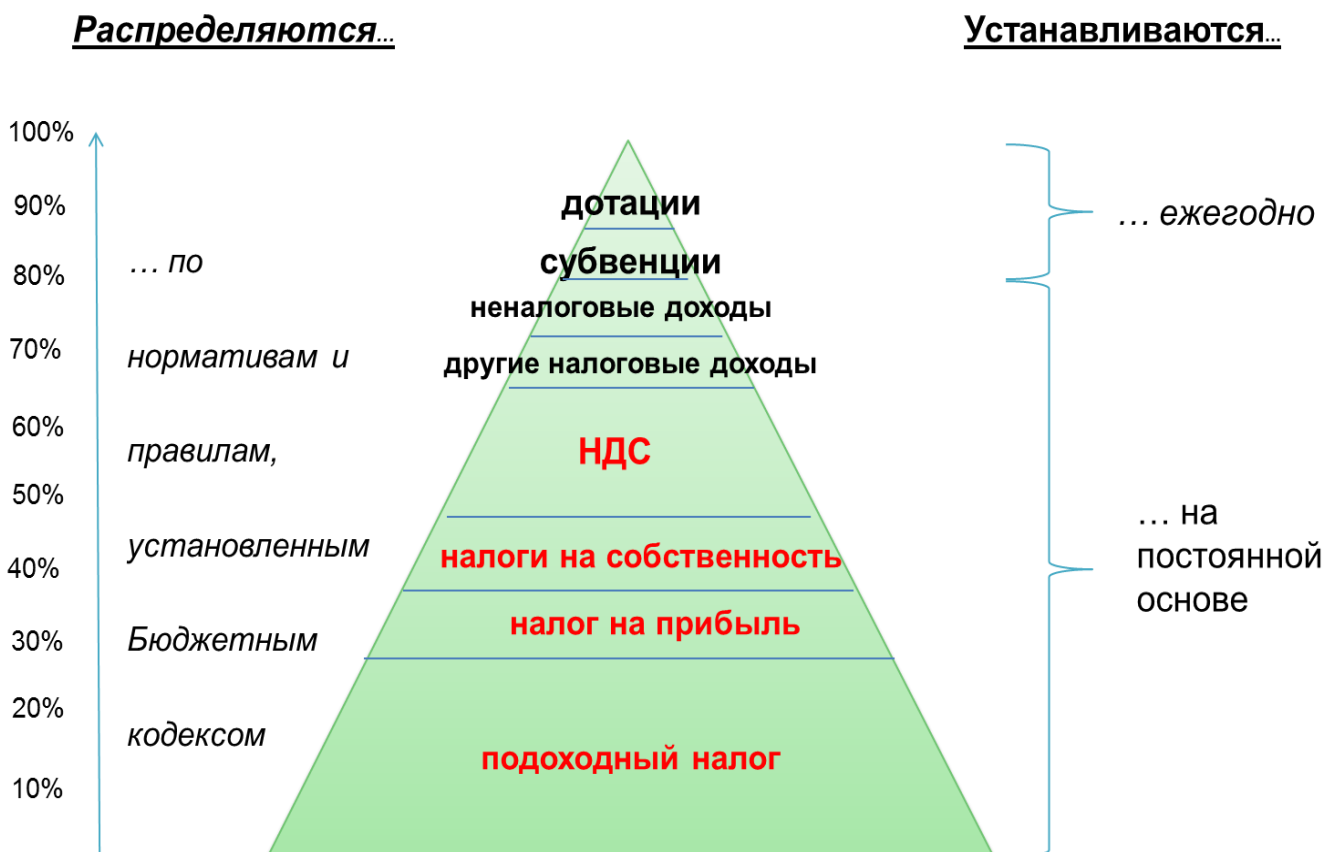 Распределяются...
Устанавливаются...
100%
90%
80%
70%
60%
50%
40%
30%
20%
10%
... по
нормативам и
правилам,
установленным
Бюджетным
кодексом
дотации
субвенции
неналоговые доходы
другие налоговые доходы
НДС
налоги на собственность
налог на прибыль
подоходный налог
... ежегодно
... на
постоянной
основе